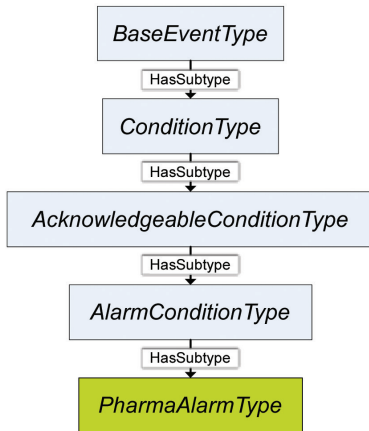 BaseEventType
HasSubtype
ConditionType
HasSubtype
AcknowledgeableConditionType
HasSubtype
AlarmConditionType
HasSubtype
PharmaAlarmType